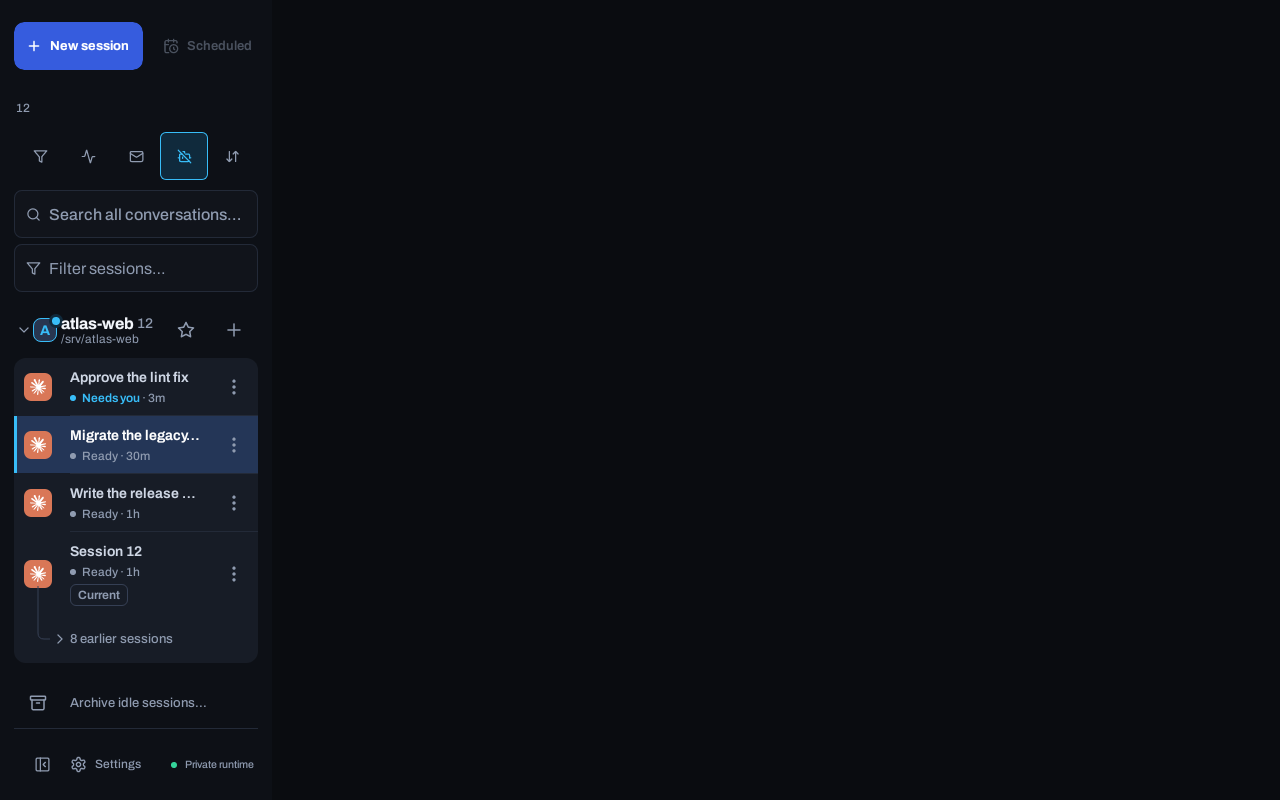 New session
Scheduled
12
Search all conversations...
Filter sessions...
A
atlas-web 12
/srv/atlas-web
Approve the lint fix
Needs you · 3m
Migrate the legacy...
Ready · 30m
Write the release ...
Ready · 1h
Session 12
Ready · 1h
Current
8 earlier sessions
Archive idle sessions...
Settings
Private runtime